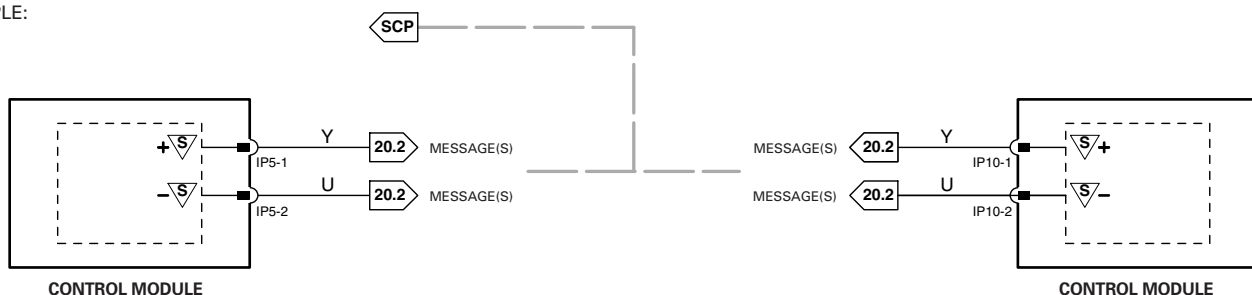 PLE:
SCP
+ S Y 20.2 MESSAGE(S)
IP5-1
– S U 20.2 MESSAGE(S)
IP5-2
CONTROL MODULE
MESSAGE(S) 20.2 Y S +
IP10-1
MESSAGE(S) 20.2 U S –
IP10-2
CONTROL MODULE